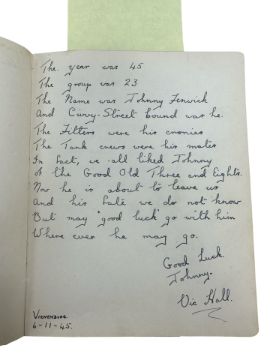 The year was 45
The group was 23
The Name was Johnny Fenwick
And Curry-Street bound was he.
The Fitters were his cronies
The Tank crews were his mates
In fact, we all liked Johnny
of the Good Old Three and Eights.
Now he is about to leave us
And his fate we do not know
But may "good luck" go with him
Where ever he may go.
Good Luck.
Johnny.
Vic Hall.
6-11-45.